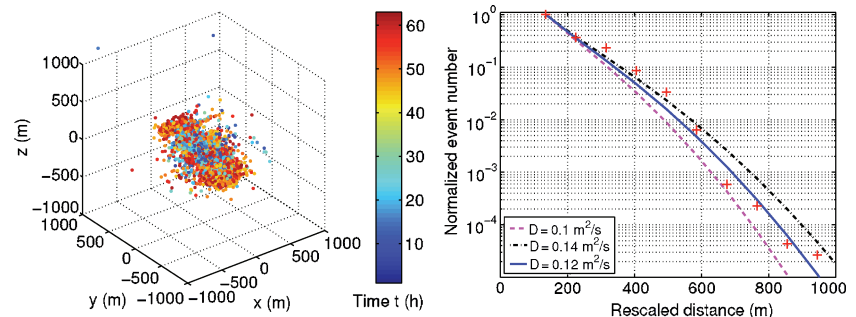 1000
500
0
−500
−1000
z (m)
1000
500
0
−500
−1000
y (m)
−1000
−500
0
500
1000
x (m)
60
50
40
30
20
10
Time t (h)
10^0
10^−1
10^−2
10^−3
10^−4
Normalized event number
D = 0.1 m^2/s
D = 0.14 m^2/s
D = 0.12 m^2/s
0 200 400 600 800 1000
Rescaled distance (m)